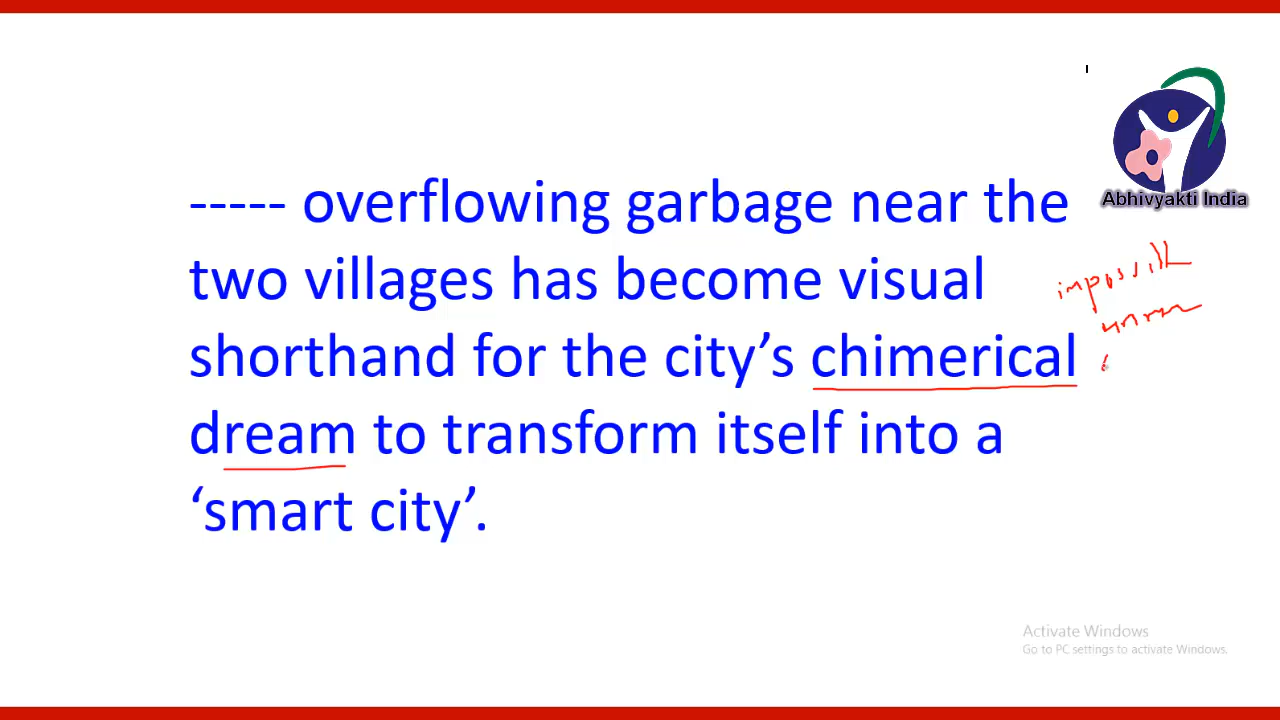 Abhivyakti India
----- overflowing garbage near the
two villages has become visual
shorthand for the city’s chimerical
dream to transform itself into a
‘smart city’.
Activate Windows
Go to PC settings to activate Windows.